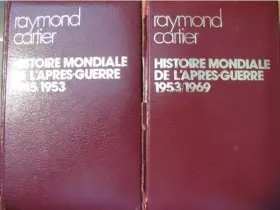 raymond
cartier
HISTOIRE MONDIALE
DE L'APRES-GUERRE
1945/1953
raymond
cartier
HISTOIRE MONDIALE
DE L'APRES-GUERRE
1953/1969